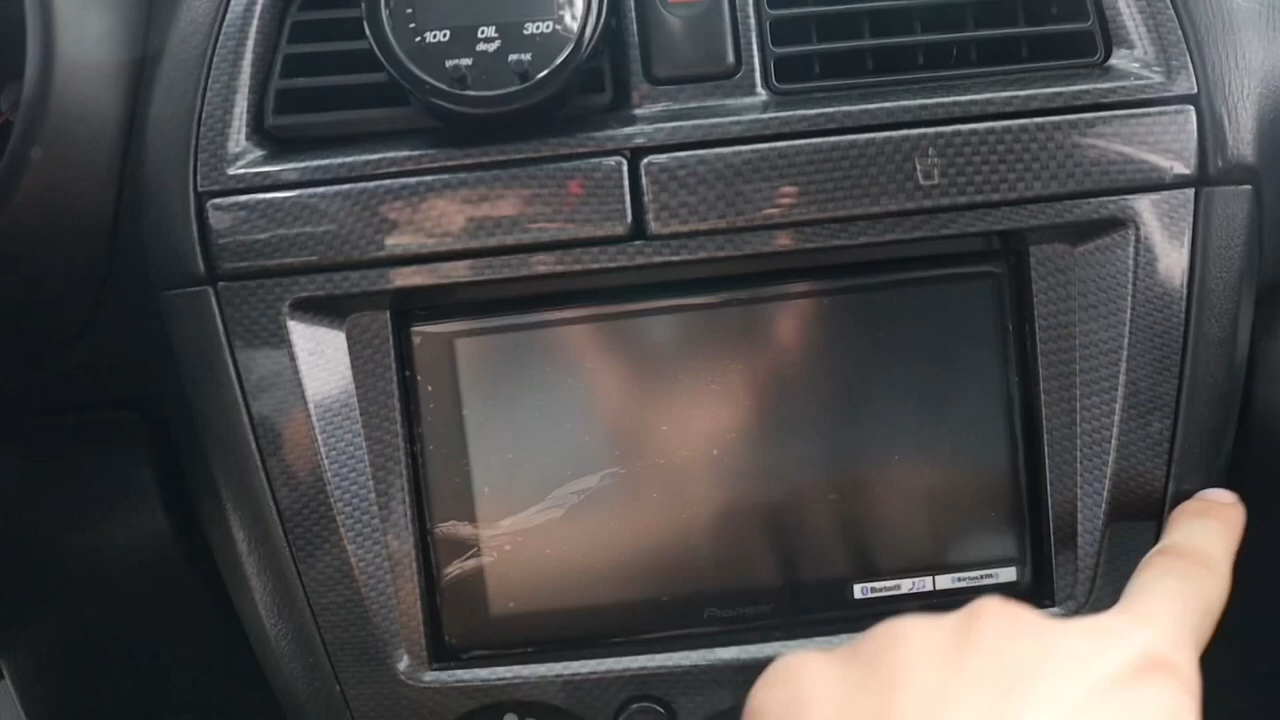 100 OIL 300
degF
WARN PEAK
Bluetooth SiriusXM
Pioneer